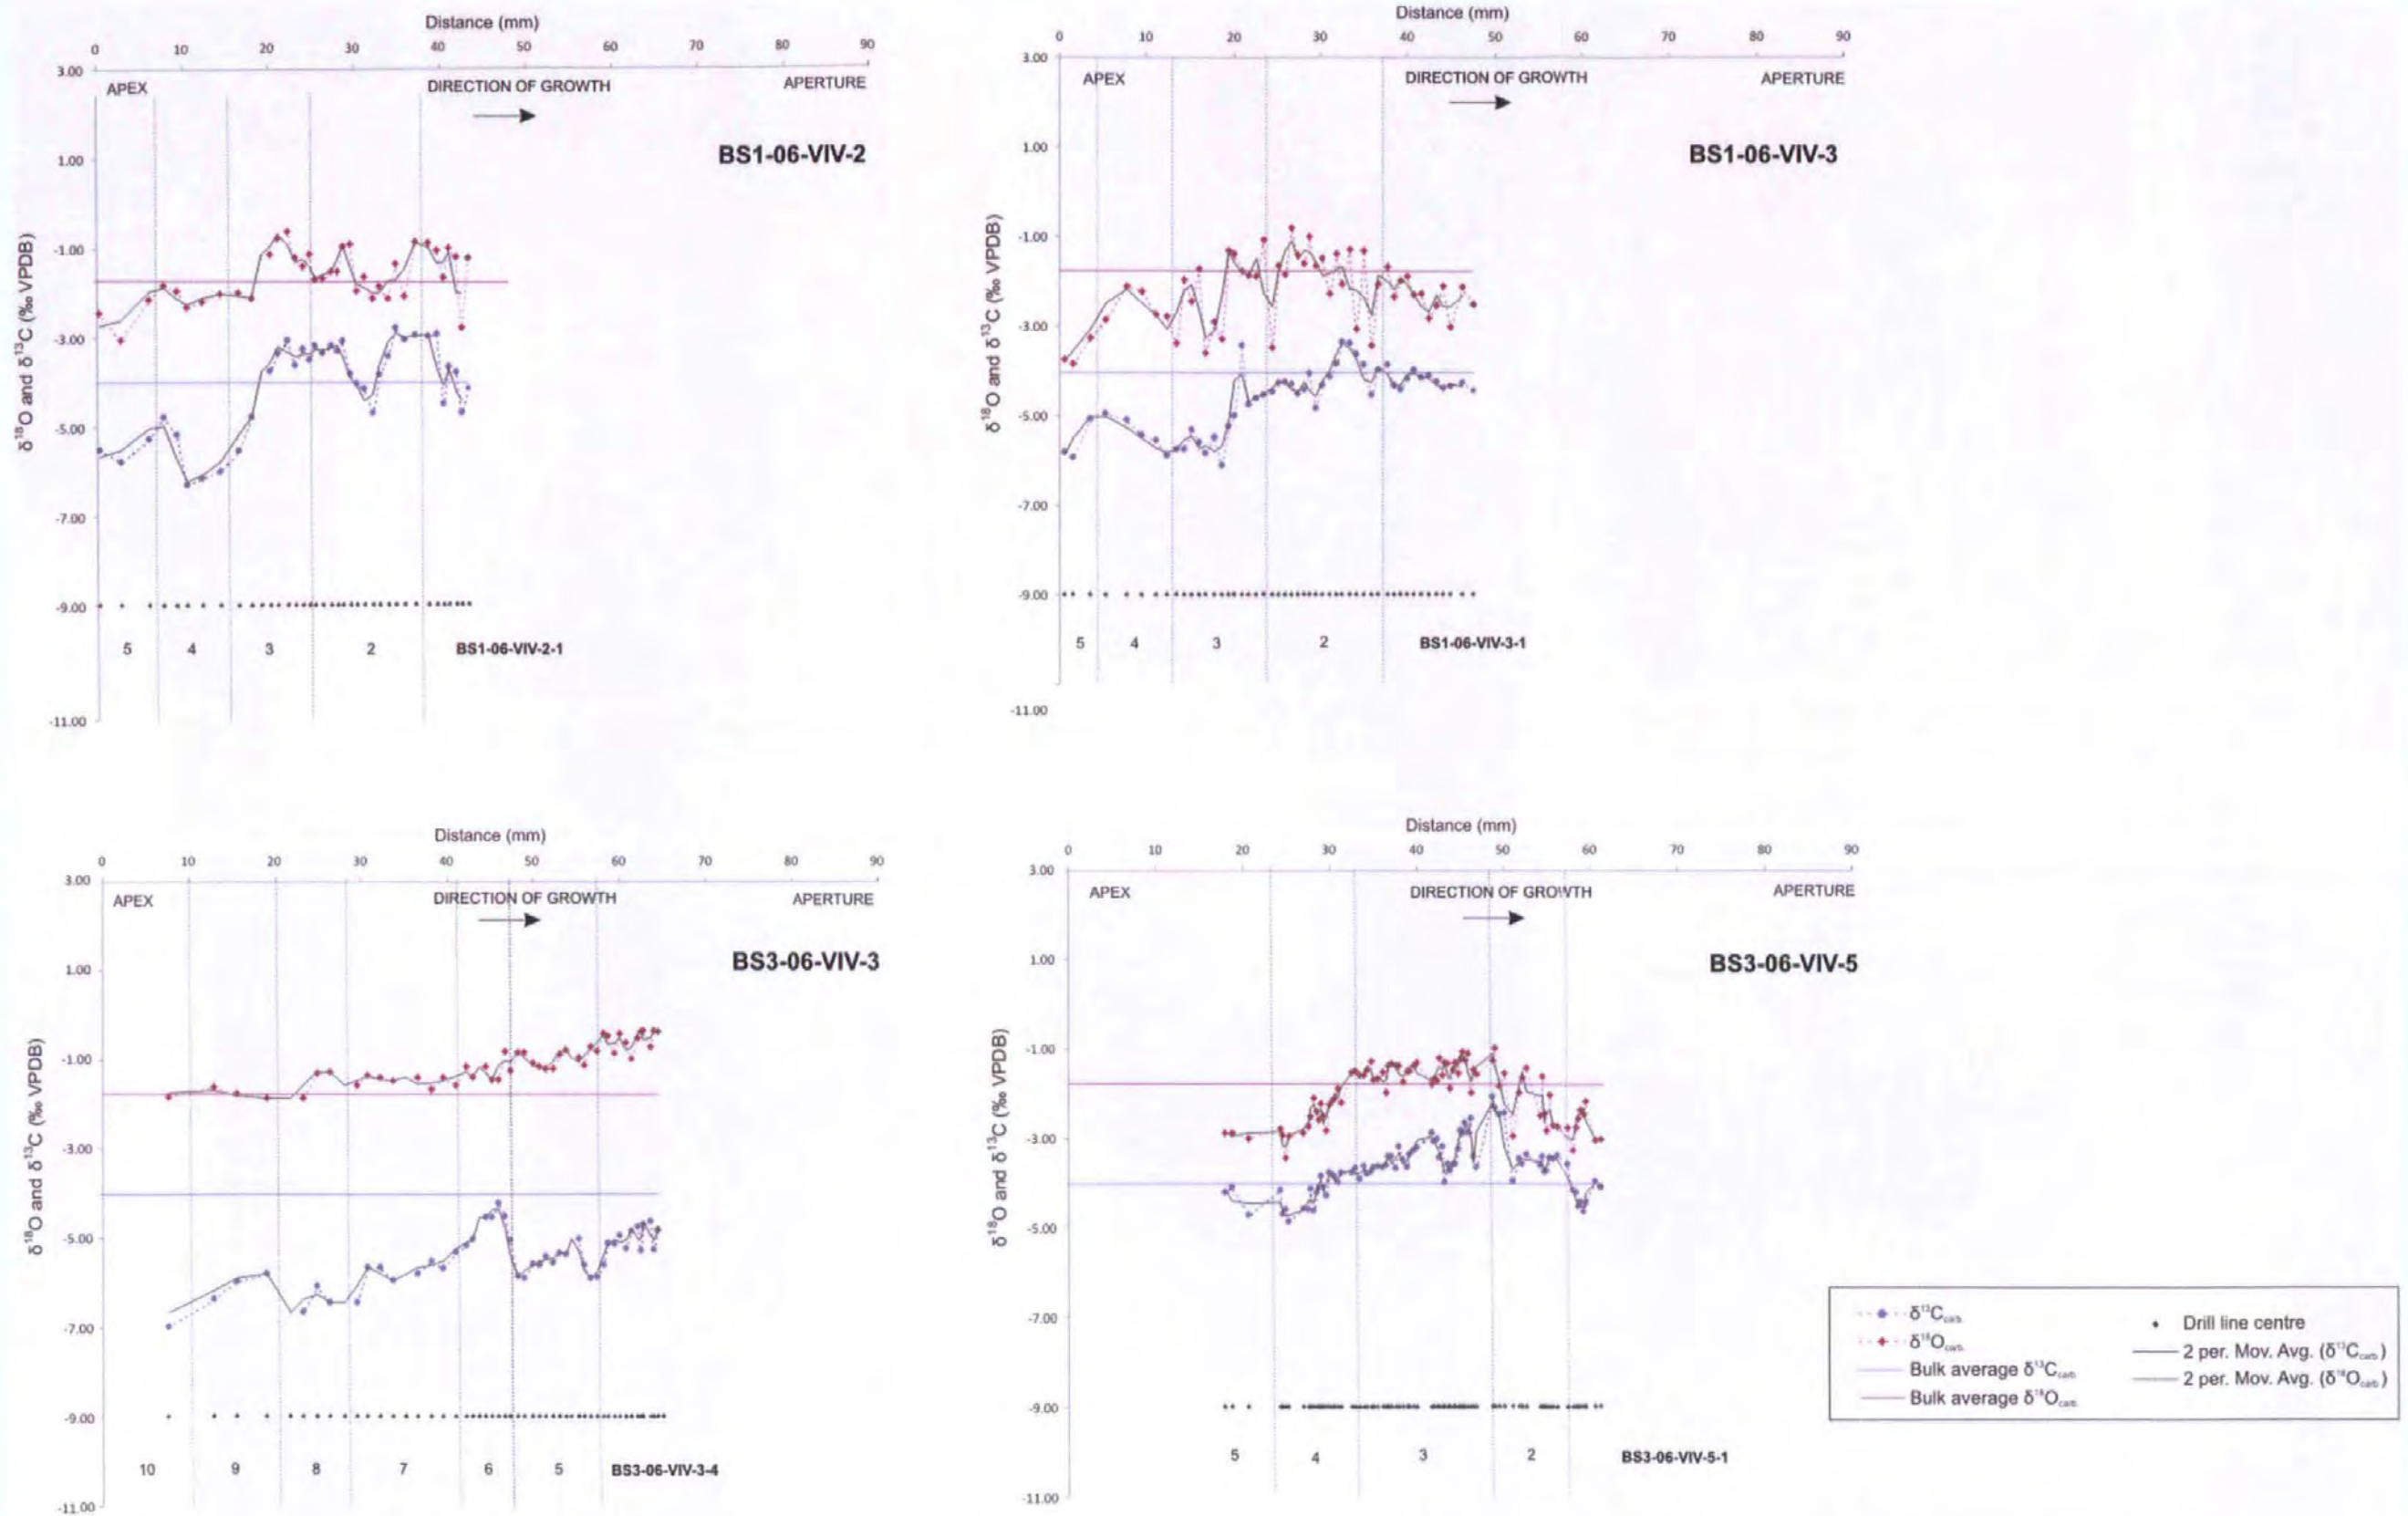 Distance (mm)
0 10 20 30 40 50 60 70 80 90
3.00
APEX DIRECTION OF GROWTH APERTURE
BS1-06-VIV-2
1.00
-1.00
-3.00
-5.00
-7.00
-9.00
-11.00
δ18O and δ13C (‰ VPDB)
5 4 3 2 BS1-06-VIV-2-1
Distance (mm)
0 10 20 30 40 50 60 70 80 90
3.00
APEX DIRECTION OF GROWTH APERTURE
BS1-06-VIV-3
1.00
-1.00
-3.00
-5.00
-7.00
-9.00
-11.00
δ18O and δ13C (‰ VPDB)
5 4 3 2 BS1-06-VIV-3-1
Distance (mm)
0 10 20 30 40 50 60 70 80 90
3.00
APEX DIRECTION OF GROWTH APERTURE
BS3-06-VIV-3
1.00
-1.00
-3.00
-5.00
-7.00
-9.00
-11.00
δ18O and δ13C (‰ VPDB)
10 9 8 7 6 5 BS3-06-VIV-3-4
Distance (mm)
0 10 20 30 40 50 60 70 80 90
3.00
APEX DIRECTION OF GROWTH APERTURE
BS3-06-VIV-5
1.00
-1.00
-3.00
-5.00
-7.00
-9.00
-11.00
δ18O and δ13C (‰ VPDB)
5 4 3 2 BS3-06-VIV-5-1
δ13Ccarb
δ18Ocarb
Bulk average δ13Ccarb
Bulk average δ18Ocarb
Drill line centre
2 per. Mov. Avg. (δ13Ccarb)
2 per. Mov. Avg. (δ18Ocarb)